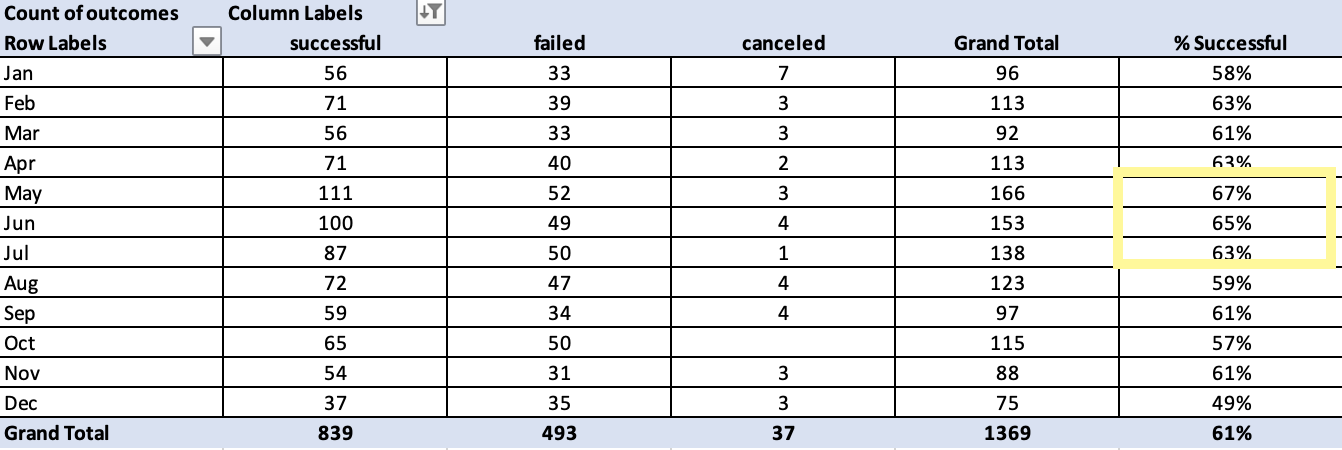 Count of outcomes Column Labels
Row Labels successful failed canceled Grand Total % Successful
Jan 56 33 7 96 58%
Feb 71 39 3 113 63%
Mar 56 33 3 92 61%
Apr 71 40 2 113 63%
May 111 52 3 166 67%
Jun 100 49 4 153 65%
Jul 87 50 1 138 63%
Aug 72 47 4 123 59%
Sep 59 34 4 97 61%
Oct 65 50 115 57%
Nov 54 31 3 88 61%
Dec 37 35 3 75 49%
Grand Total 839 493 37 1369 61%